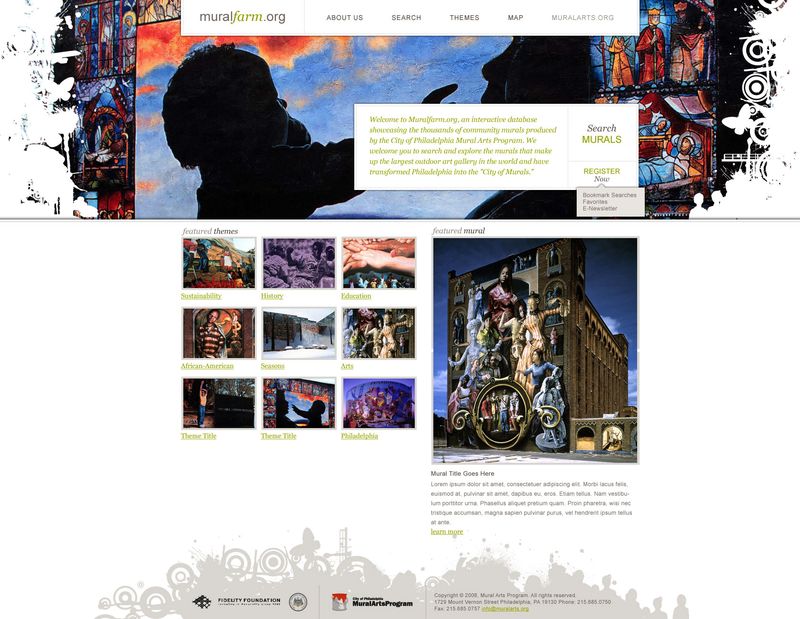 muralfarm.org
ABOUT US
SEARCH
THEMES
MAP
MURALARTS.ORG
Welcome to Muralfarm.org, an interactive database
showcasing the thousands of community murals produced
by the City of Philadelphia Mural Arts Program. We
welcome you to search and explore the murals that make
up the largest outdoor art gallery in the world and have
transformed Philadelphia into the "City of Murals."
Search
MURALS
REGISTER
Now
Bookmark Searches
Favorites
E-Newsletter
featured themes
Sustainability
History
Education
African-American
Seasons
Arts
Theme Title
Theme Title
Philadelphia
featured mural
Mural Title Goes Here
Lorem ipsum dolor sit amet, consectetuer adipiscing elit. Morbi lacus felis,
euismod at, pulvinar sit amet, dapibus eu, eros. Etiam tellus. Nam vestibu-
lum porttitor urna. Phasellus aliquet pretium quam. Proin pharetra, wisi nec
tristique accumsan, magna sapien pulvinar purus, vel hendrerit ipsum tellus
at ante.
learn more
FIDELITY FOUNDATION
City of Philadelphia
MuralArtsProgram
Copyright © 2008, Mural Arts Program. All rights reserved.
1729 Mount Vernon Street Philadelphia, PA 19130 Phone: 215.685.0750
Fax: 215.685.0757 info@muralarts.org